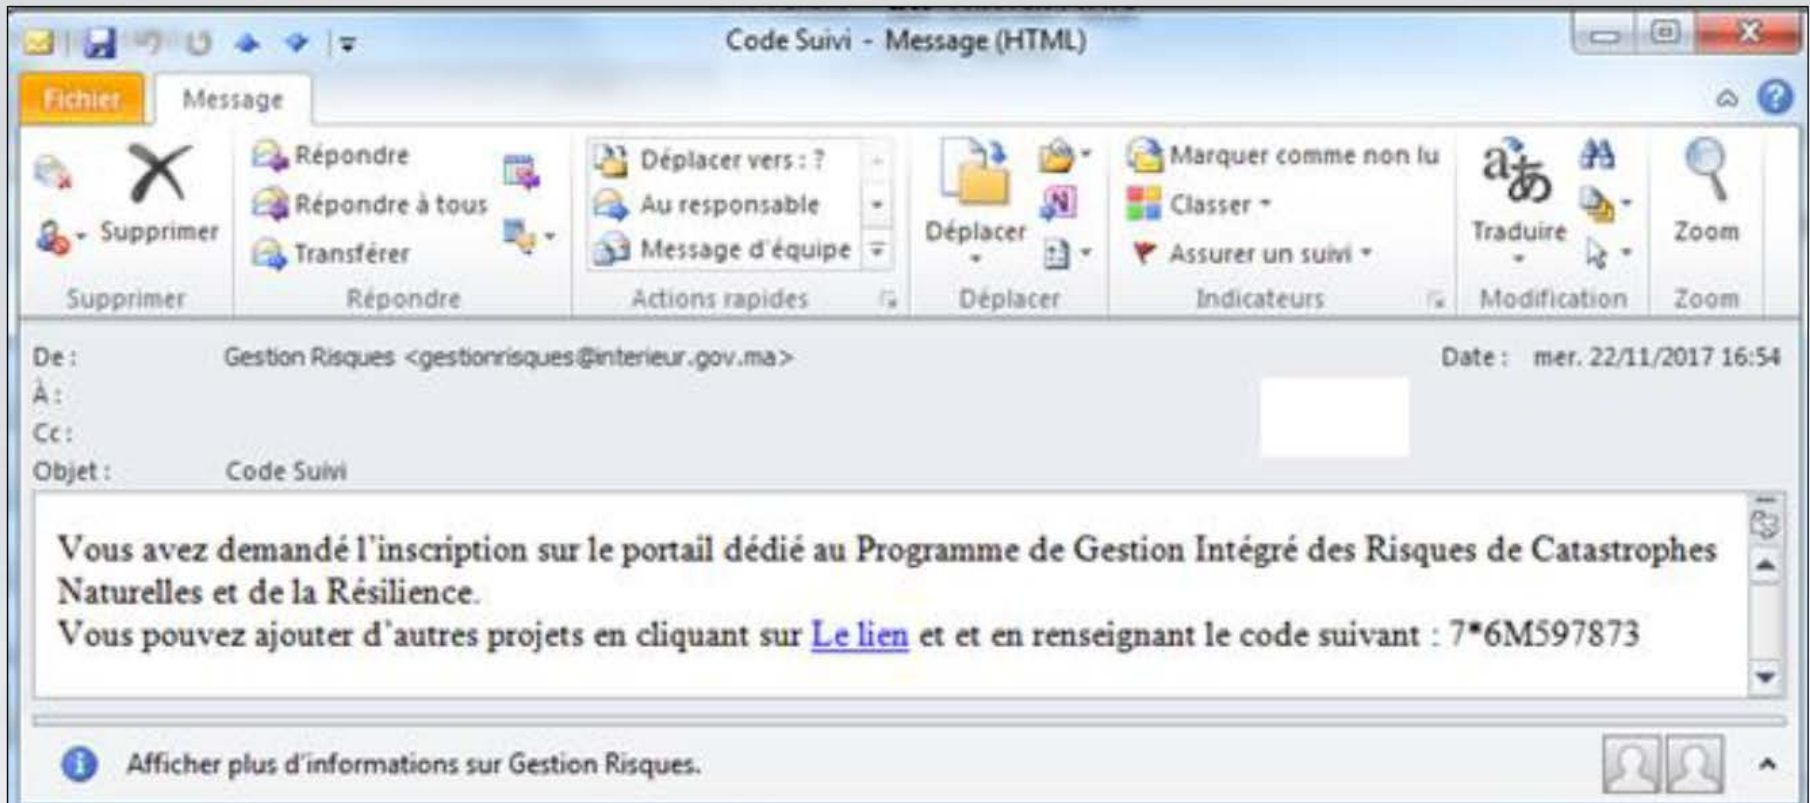 Code Suivi - Message (HTML)
Fichier Message
Supprimer
Répondre
Répondre à tous
Transférer
Déplacer vers : ?
Au responsable
Message d'équipe
Déplacer
Marquer comme non lu
Classer
Assurer un suivi
Traduire
Zoom
Supprimer Répondre Actions rapides Déplacer Indicateurs Modification Zoom
De : Gestion Risques <gestionrisques@interieur.gov.ma> Date : mer. 22/11/2017 16:54
À :
Cc :
Objet : Code Suivi
Vous avez demandé l'inscription sur le portail dédié au Programme de Gestion Intégré des Risques de Catastrophes
Naturelles et de la Résilience.
Vous pouvez ajouter d'autres projets en cliquant sur Le lien et et en renseignant le code suivant : 7*6M597873
Afficher plus d'informations sur Gestion Risques.